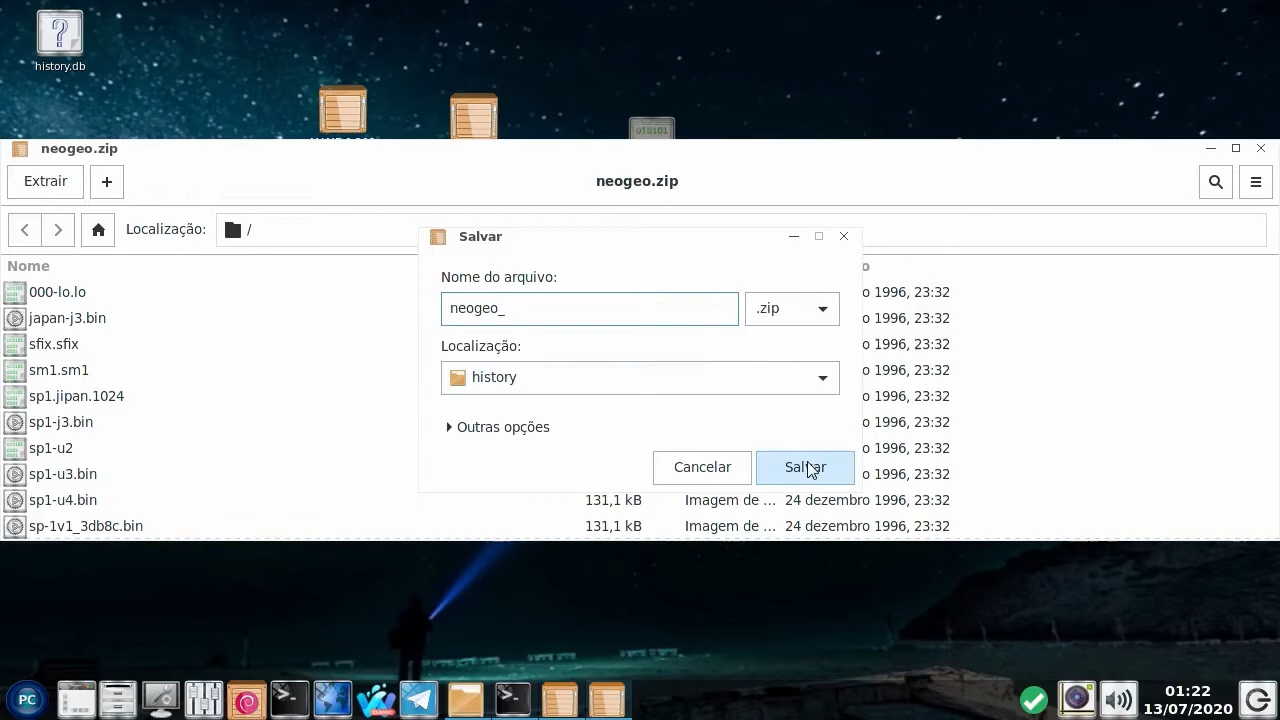 history.db
010101
neogeo.zip
Extrair
neogeo.zip
Localização: /
Salvar
Nome
Nome do arquivo:
neogeo_ .zip
Localização:
history
Outras opções
Cancelar Salvar
o
000-lo.lo o 1996, 23:32
japan-j3.bin o 1996, 23:32
sfix.sfix o 1996, 23:32
sm1.sm1 o 1996, 23:32
sp1.jipan.1024 o 1996, 23:32
sp1-j3.bin o 1996, 23:32
sp1-u2 o 1996, 23:32
sp1-u3.bin o 1996, 23:32
sp1-u4.bin 131,1 kB Imagem de ... 24 dezembro 1996, 23:32
sp-1v1_3db8c.bin 131,1 kB Imagem de ... 24 dezembro 1996, 23:32
PC
CLASSIC
01:22
13/07/2020